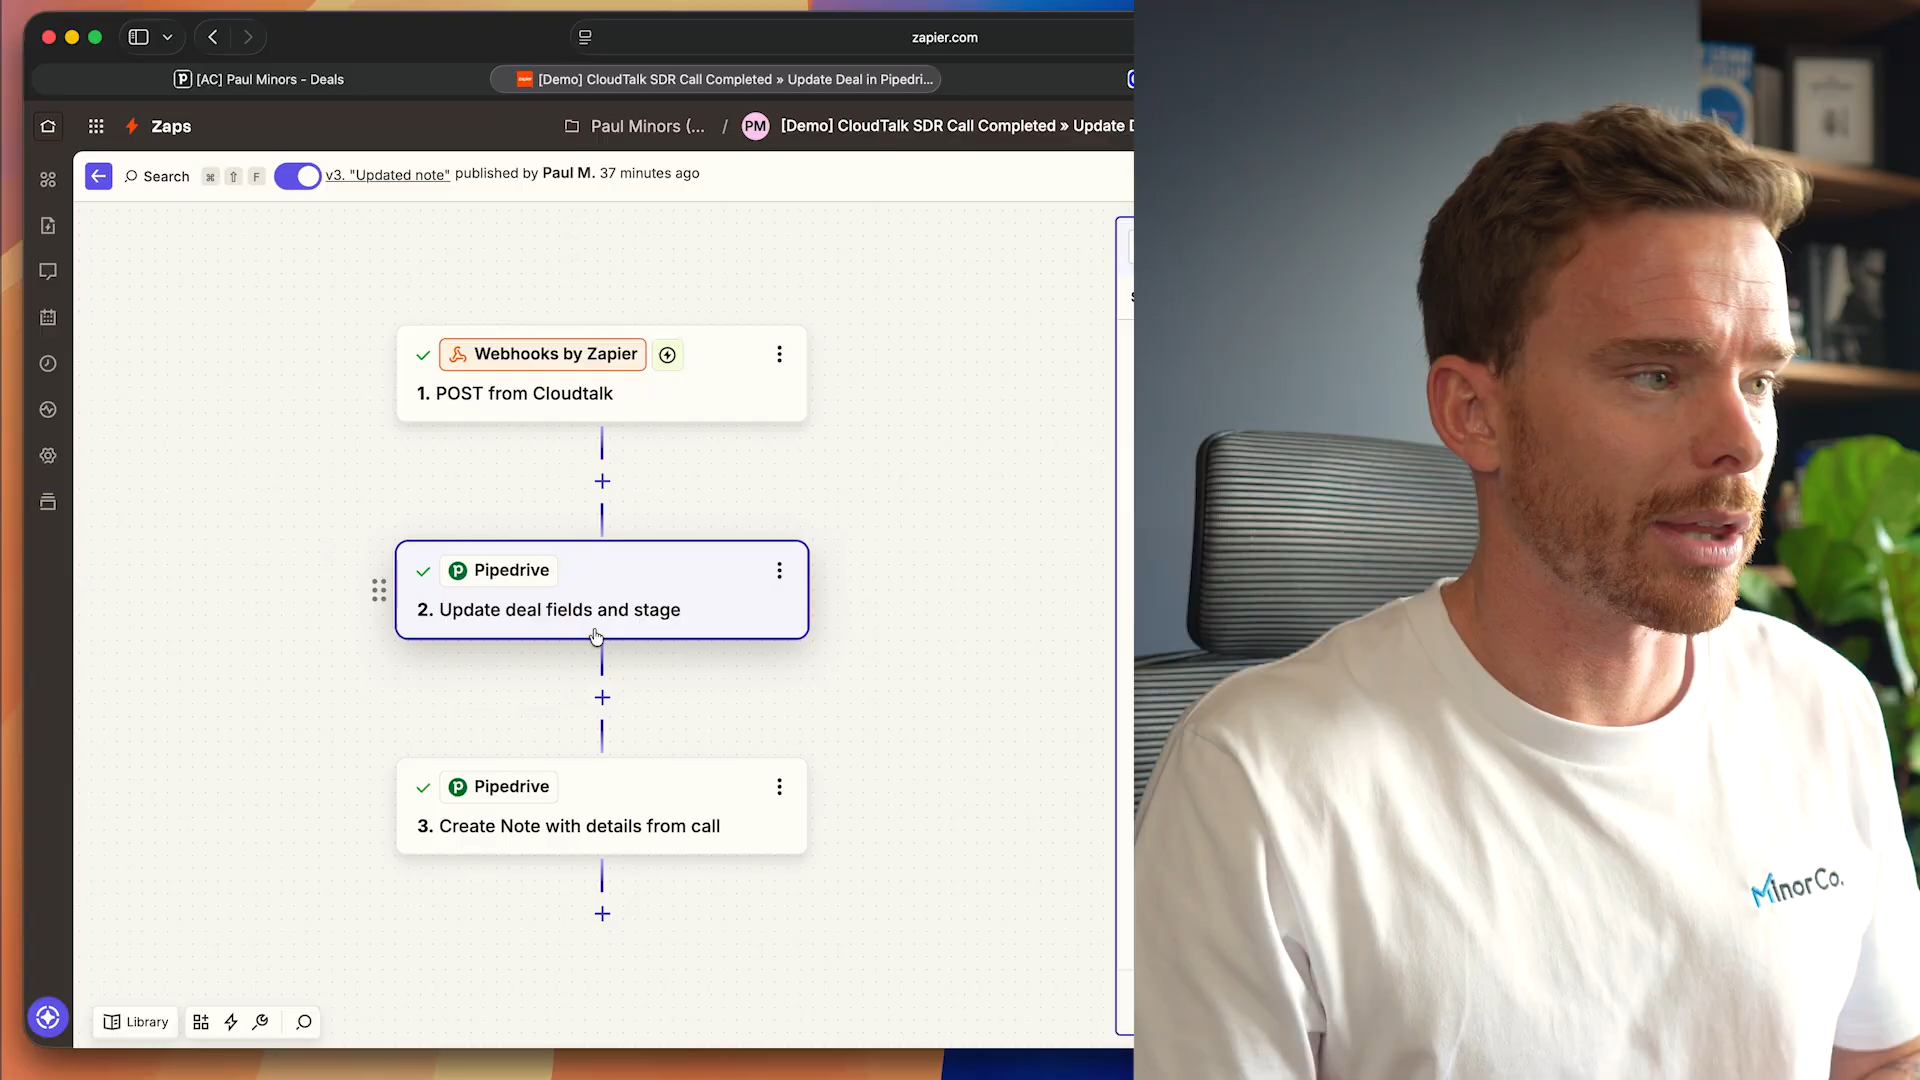 zapier.com
[AC] Paul Minors - Deals
[Demo] CloudTalk SDR Call Completed » Update Deal in Pipedri...
Zaps
Paul Minors (... / PM [Demo] CloudTalk SDR Call Completed » Update D
Search ⌘ ⇧ F v3. "Updated note" published by Paul M. 37 minutes ago
Webhooks by Zapier
1. POST from Cloudtalk
Pipedrive
2. Update deal fields and stage
Pipedrive
3. Create Note with details from call
MinorCo.
Library